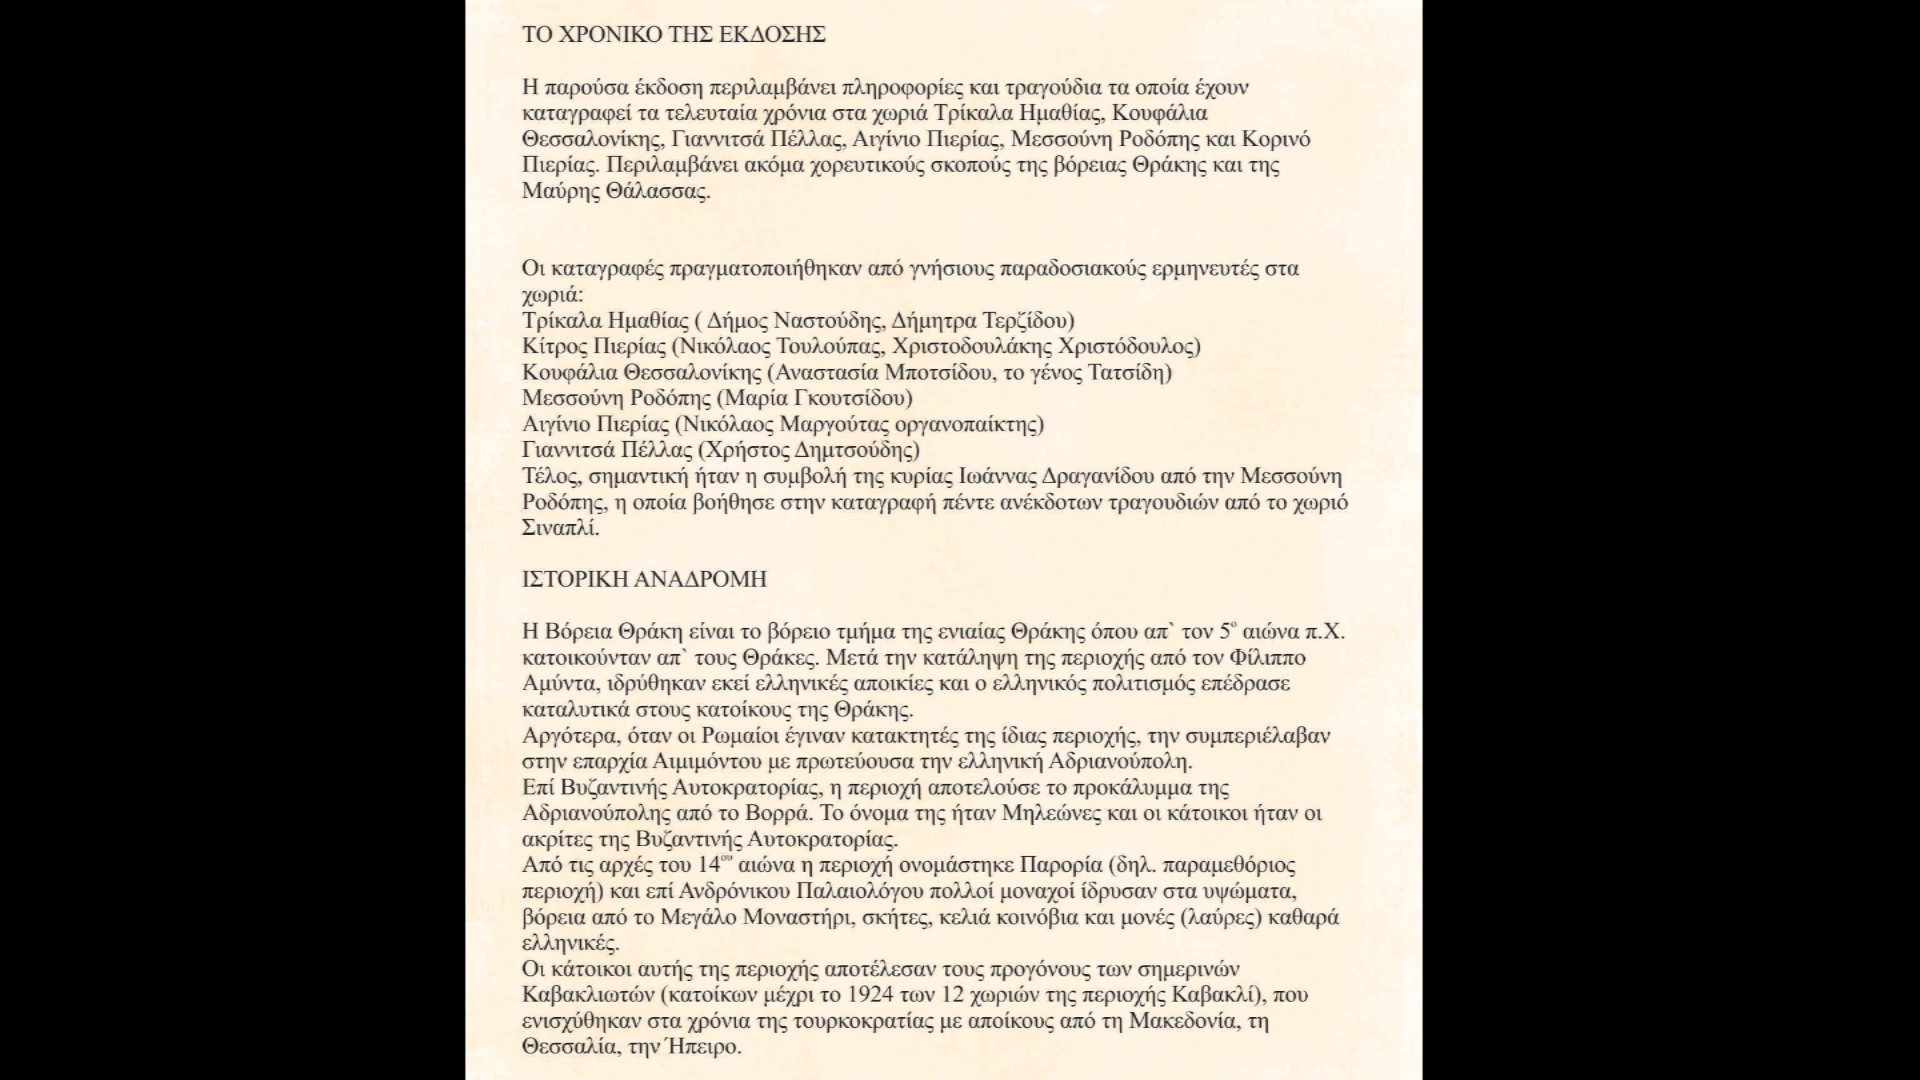 ΤΟ ΧΡΟΝΙΚΟ ΤΗΣ ΕΚΔΟΣΗΣ
Η παρούσα έκδοση περιλαμβάνει πληροφορίες και τραγούδια τα οποία έχουν
καταγραφεί τα τελευταία χρόνια στα χωριά Τρίκαλα Ημαθίας, Κουφάλια
Θεσσαλονίκης, Γιαννιτσά Πέλλας, Αιγίνιο Πιερίας, Μεσσούνη Ροδόπης και Κορινό
Πιερίας. Περιλαμβάνει ακόμα χορευτικούς σκοπούς της βόρειας Θράκης και της
Μαύρης Θάλασσας.
Οι καταγραφές πραγματοποιήθηκαν από γνήσιους παραδοσιακούς ερμηνευτές στα
χωριά:
Τρίκαλα Ημαθίας ( Δήμος Ναστούδης, Δήμητρα Τερζίδου)
Κίτρος Πιερίας (Νικόλαος Τουλούπας, Χριστοδουλάκης Χριστόδουλος)
Κουφάλια Θεσσαλονίκης (Αναστασία Μποτσίδου, το γένος Τατσίδη)
Μεσσούνη Ροδόπης (Μαρία Γκουτσίδου)
Αιγίνιο Πιερίας (Νικόλαος Μαργούτας οργανοπαίκτης)
Γιαννιτσά Πέλλας (Χρήστος Δημτσούδης)
Τέλος, σημαντική ήταν η συμβολή της κυρίας Ιωάννας Δραγανίδου από την Μεσσούνη
Ροδόπης, η οποία βοήθησε στην καταγραφή πέντε ανέκδοτων τραγουδιών από το χωριό
Σιναπλί.
ΙΣΤΟΡΙΚΗ ΑΝΑΔΡΟΜΗ
Η Βόρεια Θράκη είναι το βόρειο τμήμα της ενιαίας Θράκης όπου απ` τον 5ο αιώνα π.Χ.
κατοικούνταν απ` τους Θράκες. Μετά την κατάληψη της περιοχής από τον Φίλιππο
Αμύντα, ιδρύθηκαν εκεί ελληνικές αποικίες και ο ελληνικός πολιτισμός επέδρασε
καταλυτικά στους κατοίκους της Θράκης.
Αργότερα, όταν οι Ρωμαίοι έγιναν κατακτητές της ίδιας περιοχής, την συμπεριέλαβαν
στην επαρχία Αιμιμόντου με πρωτεύουσα την ελληνική Αδριανούπολη.
Επί Βυζαντινής Αυτοκρατορίας, η περιοχή αποτελούσε το προκάλυμμα της
Αδριανούπολης από το Βορρά. Το όνομα της ήταν Μηλεώνες και οι κάτοικοι ήταν οι
ακρίτες της Βυζαντινής Αυτοκρατορίας.
Από τις αρχές του 14ου αιώνα η περιοχή ονομάστηκε Παρορία (δηλ. παραμεθόριος
περιοχή) και επί Ανδρόνικου Παλαιολόγου πολλοί μοναχοί ίδρυσαν στα υψώματα,
βόρεια από το Μεγάλο Μοναστήρι, σκήτες, κελιά κοινόβια και μονές (λαύρες) καθαρά
ελληνικές.
Οι κάτοικοι αυτής της περιοχής αποτέλεσαν τους προγόνους των σημερινών
Καβακλιωτών (κατοίκων μέχρι το 1924 των 12 χωριών της περιοχής Καβακλί), που
ενισχύθηκαν στα χρόνια της τουρκοκρατίας με αποίκους από τη Μακεδονία, τη
Θεσσαλία, την Ήπειρο.